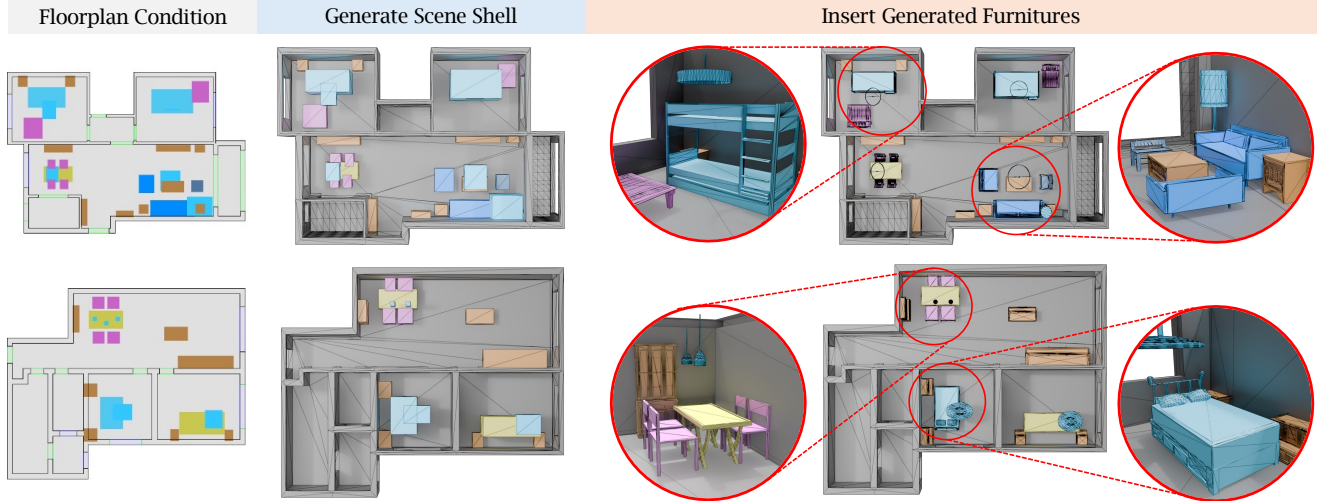 Floorplan Condition
Generate Scene Shell
Insert Generated Furnitures